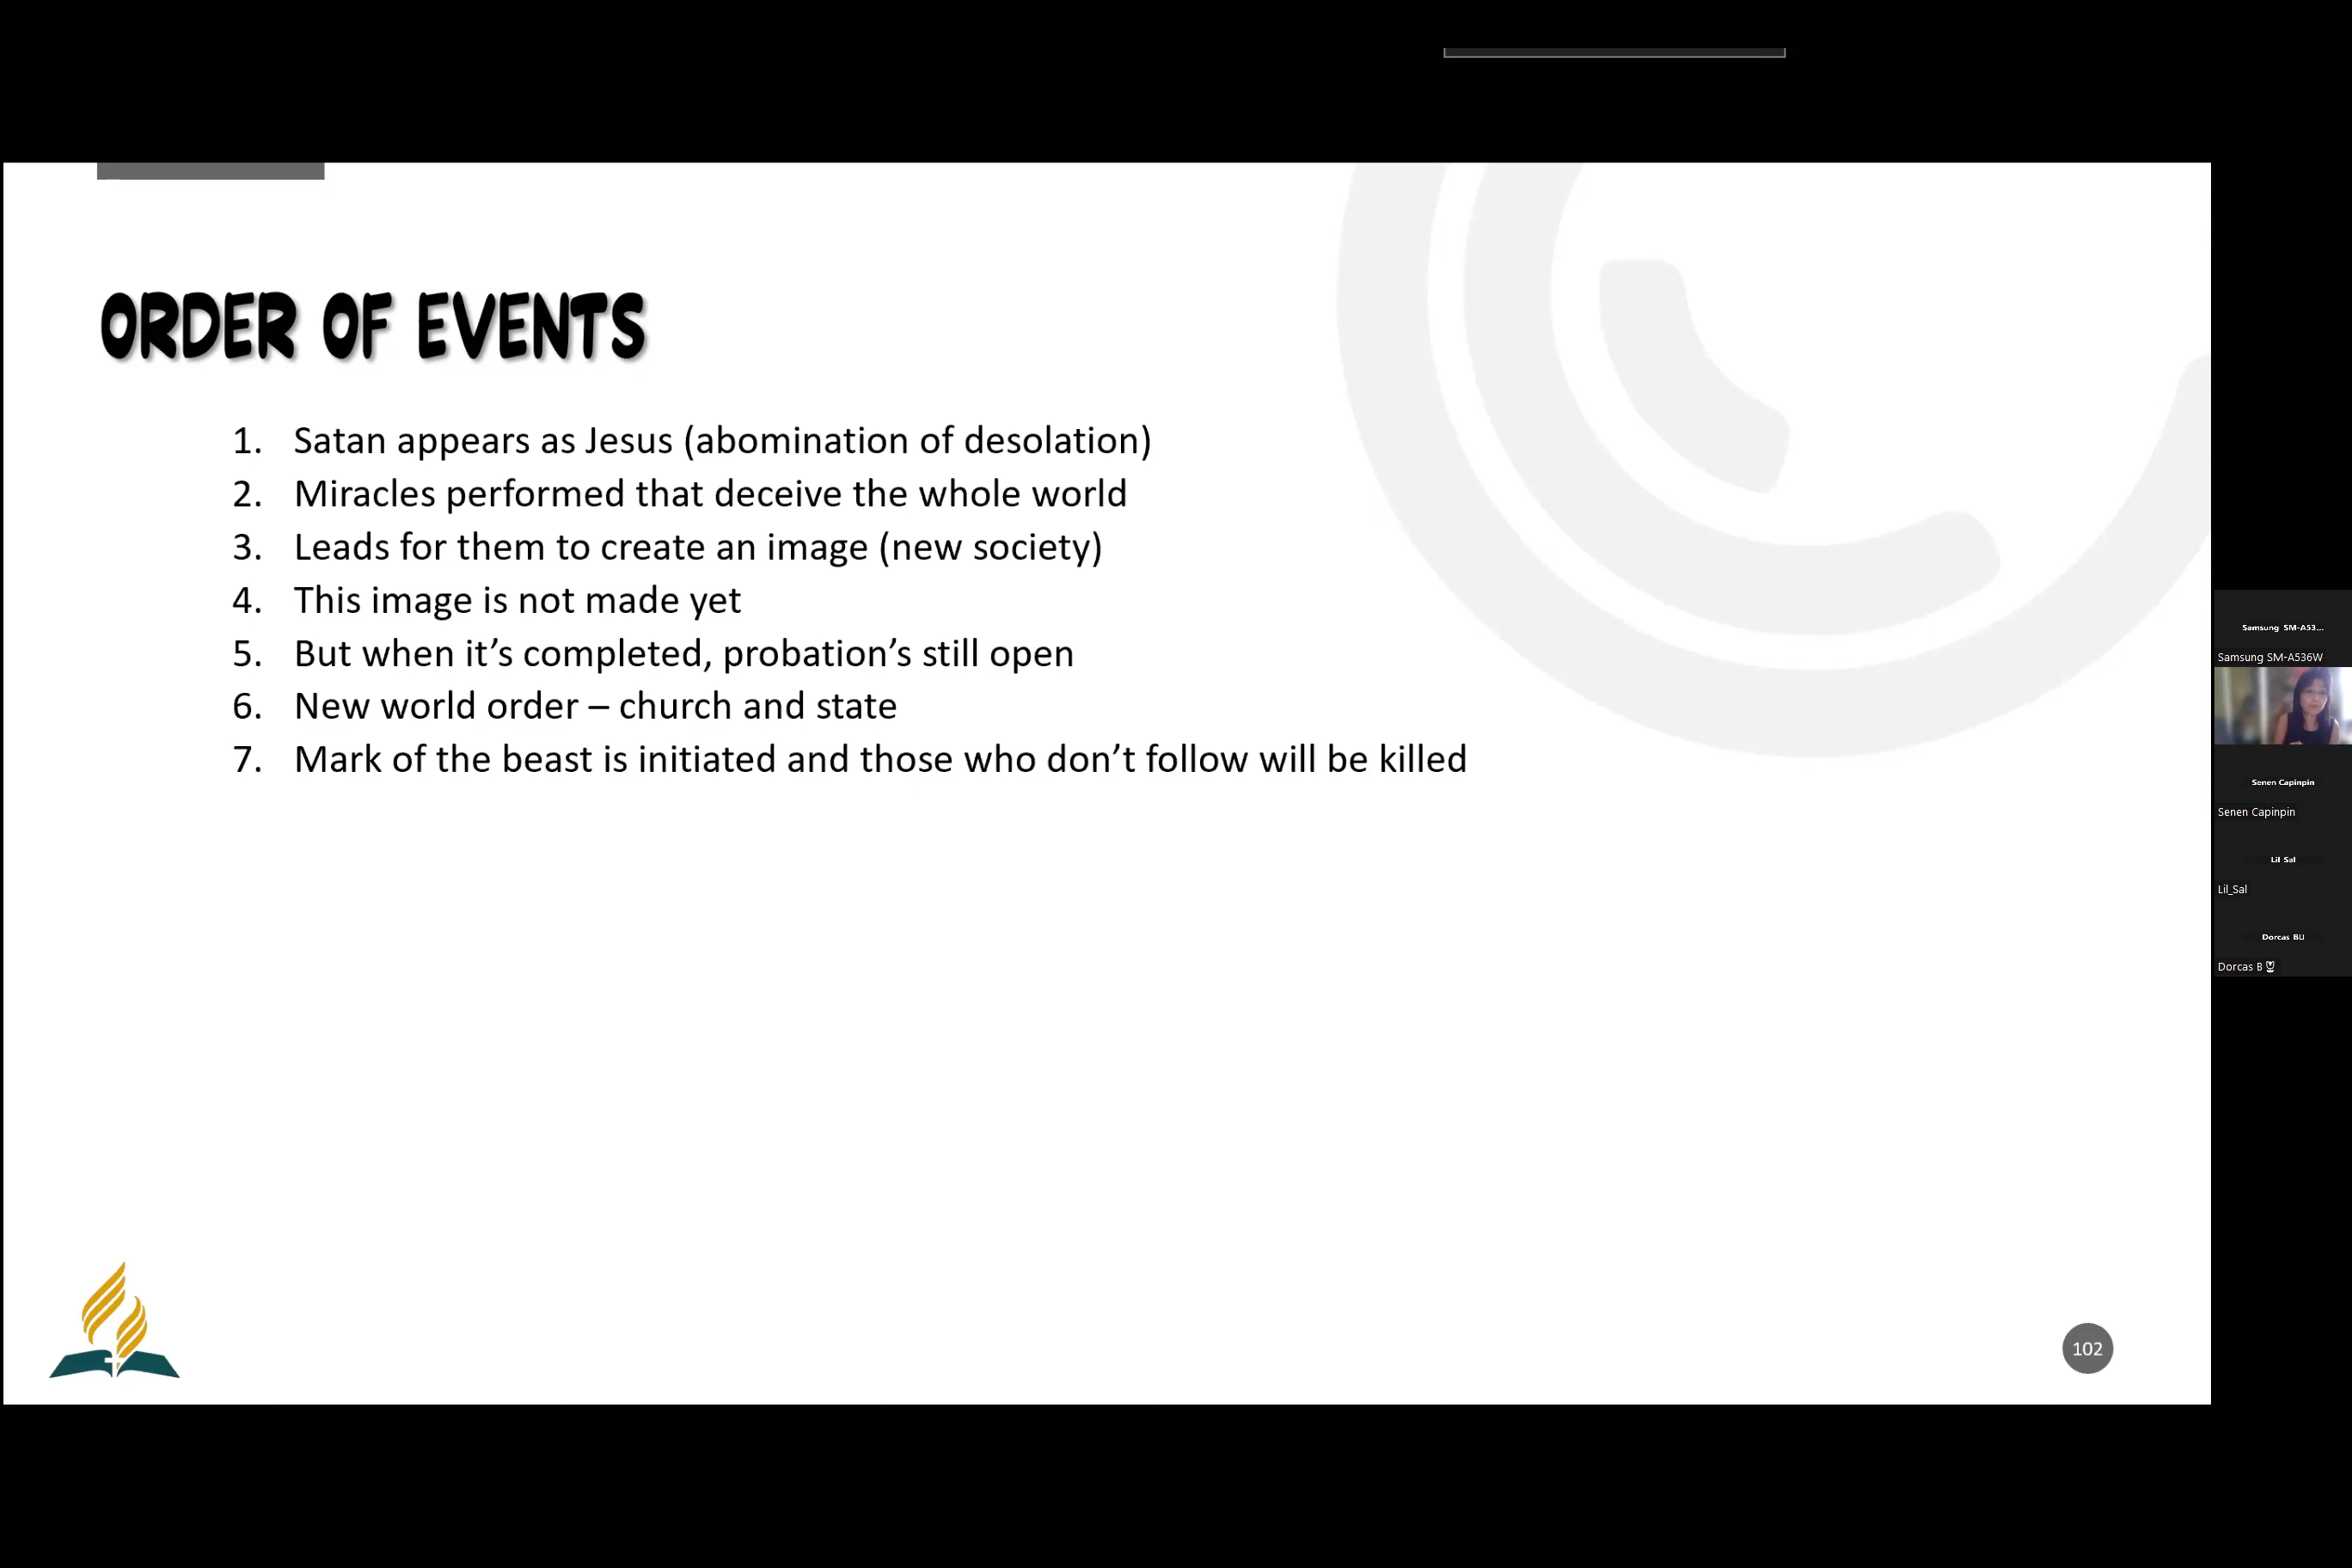 ORDER OF EVENTS
1. Satan appears as Jesus (abomination of desolation)
2. Miracles performed that deceive the whole world
3. Leads for them to create an image (new society)
4. This image is not made yet
5. But when it’s completed, probation’s still open
6. New world order – church and state
7. Mark of the beast is initiated and those who don’t follow will be killed
102
Samsung SM-A53...
Samsung SM-A536W
Senen Capinpin
Senen Capinpin
Lil Sal
Lil_Sal
Dorcas B